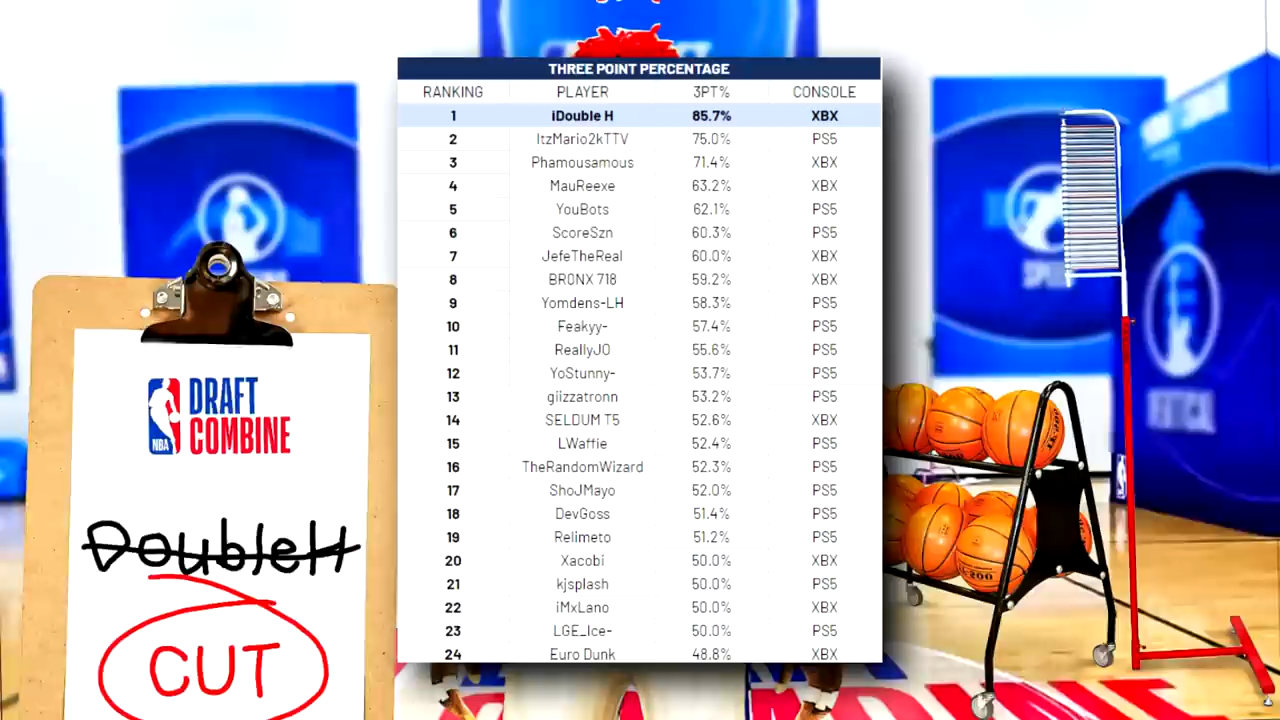 THREE POINT PERCENTAGE
RANKING PLAYER 3PT% CONSOLE
1 iDouble H 85.7% XBX
2 ItzMario2kTTV 75.0% PS5
3 Phamousamous 71.4% XBX
4 MauReexe 63.2% XBX
5 YouBots 62.1% PS5
6 ScoreSzn 60.3% PS5
7 JefeTheReal 60.0% XBX
8 BRONX 718 59.2% XBX
9 Yomdens-LH 58.3% PS5
10 Feakyy- 57.4% PS5
11 ReallyJO 55.6% PS5
12 YoStunny- 53.7% PS5
13 giizzatronn 53.2% PS5
14 SELDUM T5 52.6% XBX
15 LWaffie 52.4% PS5
16 TheRandomWizard 52.3% PS5
17 ShoJMayo 52.0% PS5
18 DevGoss 51.4% PS5
19 Relimeto 51.2% PS5
20 Xacobi 50.0% XBX
21 kjsplash 50.0% PS5
22 iMxLano 50.0% XBX
23 LGE_Ice- 50.0% PS5
24 Euro Dunk 48.8% XBX
NBA
DRAFT
COMBINE
DoubleH
CUT